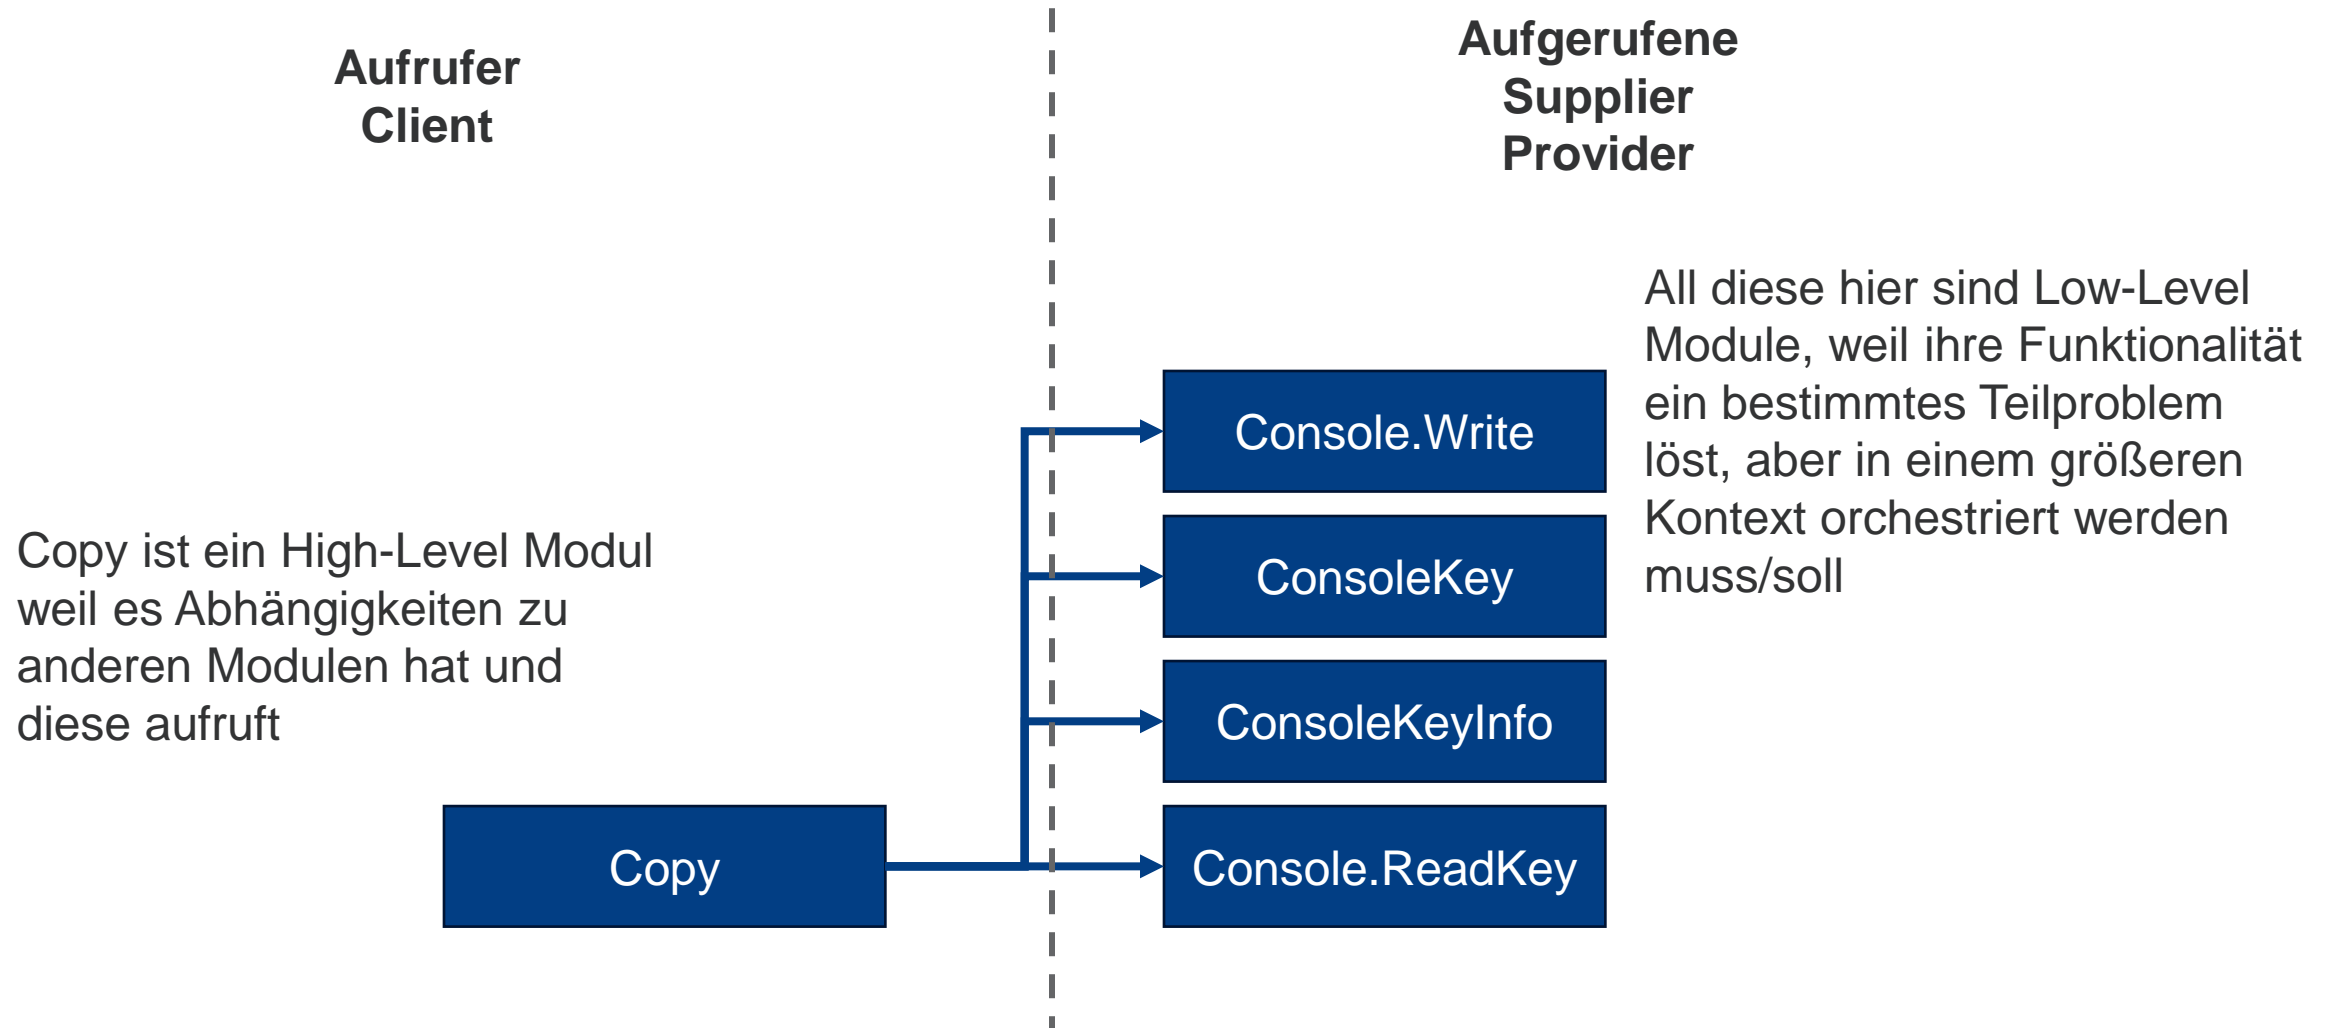 Aufrufer
Client
Aufgerufene
Supplier
Provider
All diese hier sind Low-Level
Module, weil ihre Funktionalität
ein bestimmtes Teilproblem
löst, aber in einem größeren
Kontext orchestriert werden
muss/soll
Copy ist ein High-Level Modul
weil es Abhängigkeiten zu
anderen Modulen hat und
diese aufruft
Console.Write
ConsoleKey
ConsoleKeyInfo
Copy
Console.ReadKey